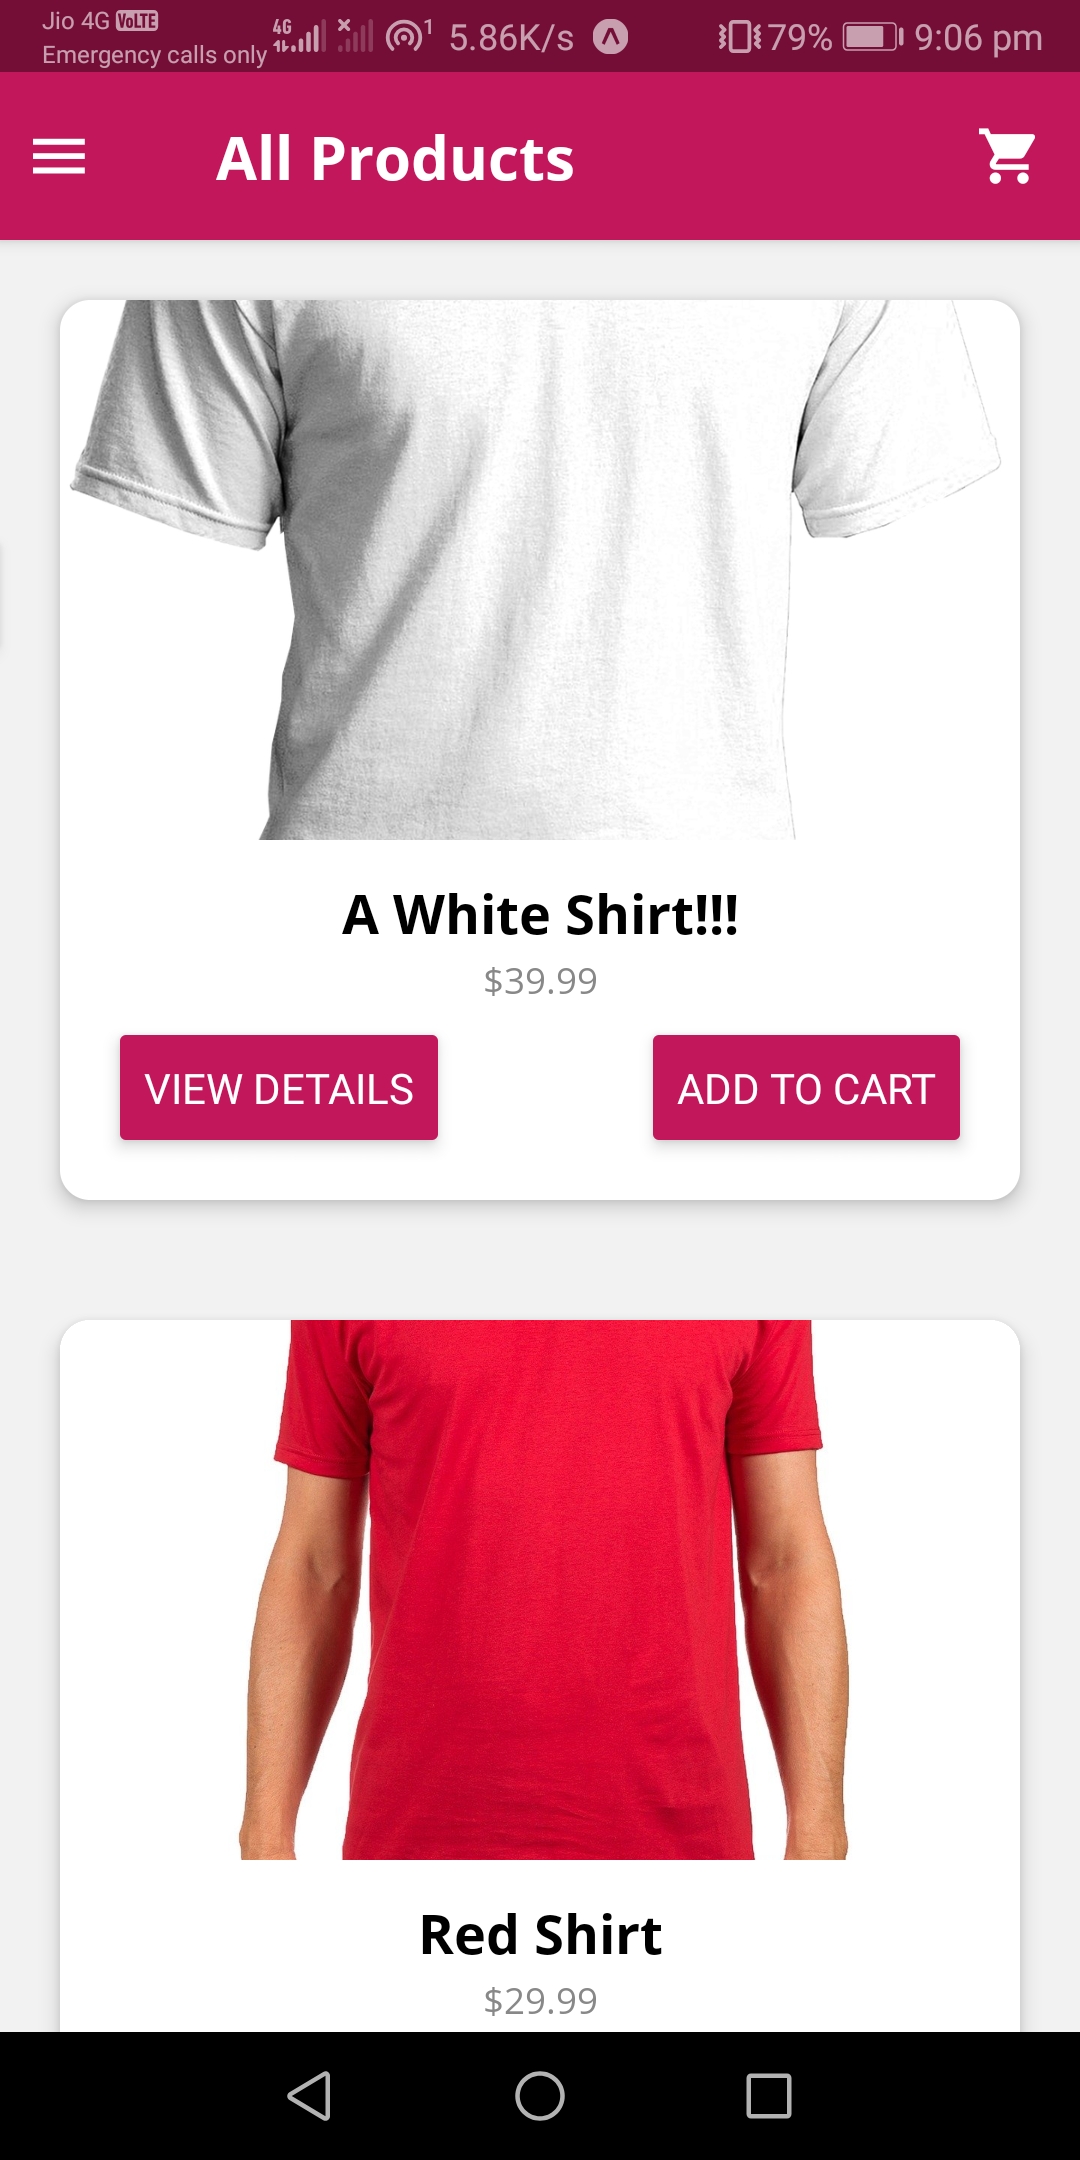 Jio 4G VoLTE
Emergency calls only
4G
1
5.86K/s
79%
9:06 pm
All Products
A White Shirt!!!
$39.99
VIEW DETAILS
ADD TO CART
Red Shirt
$29.99